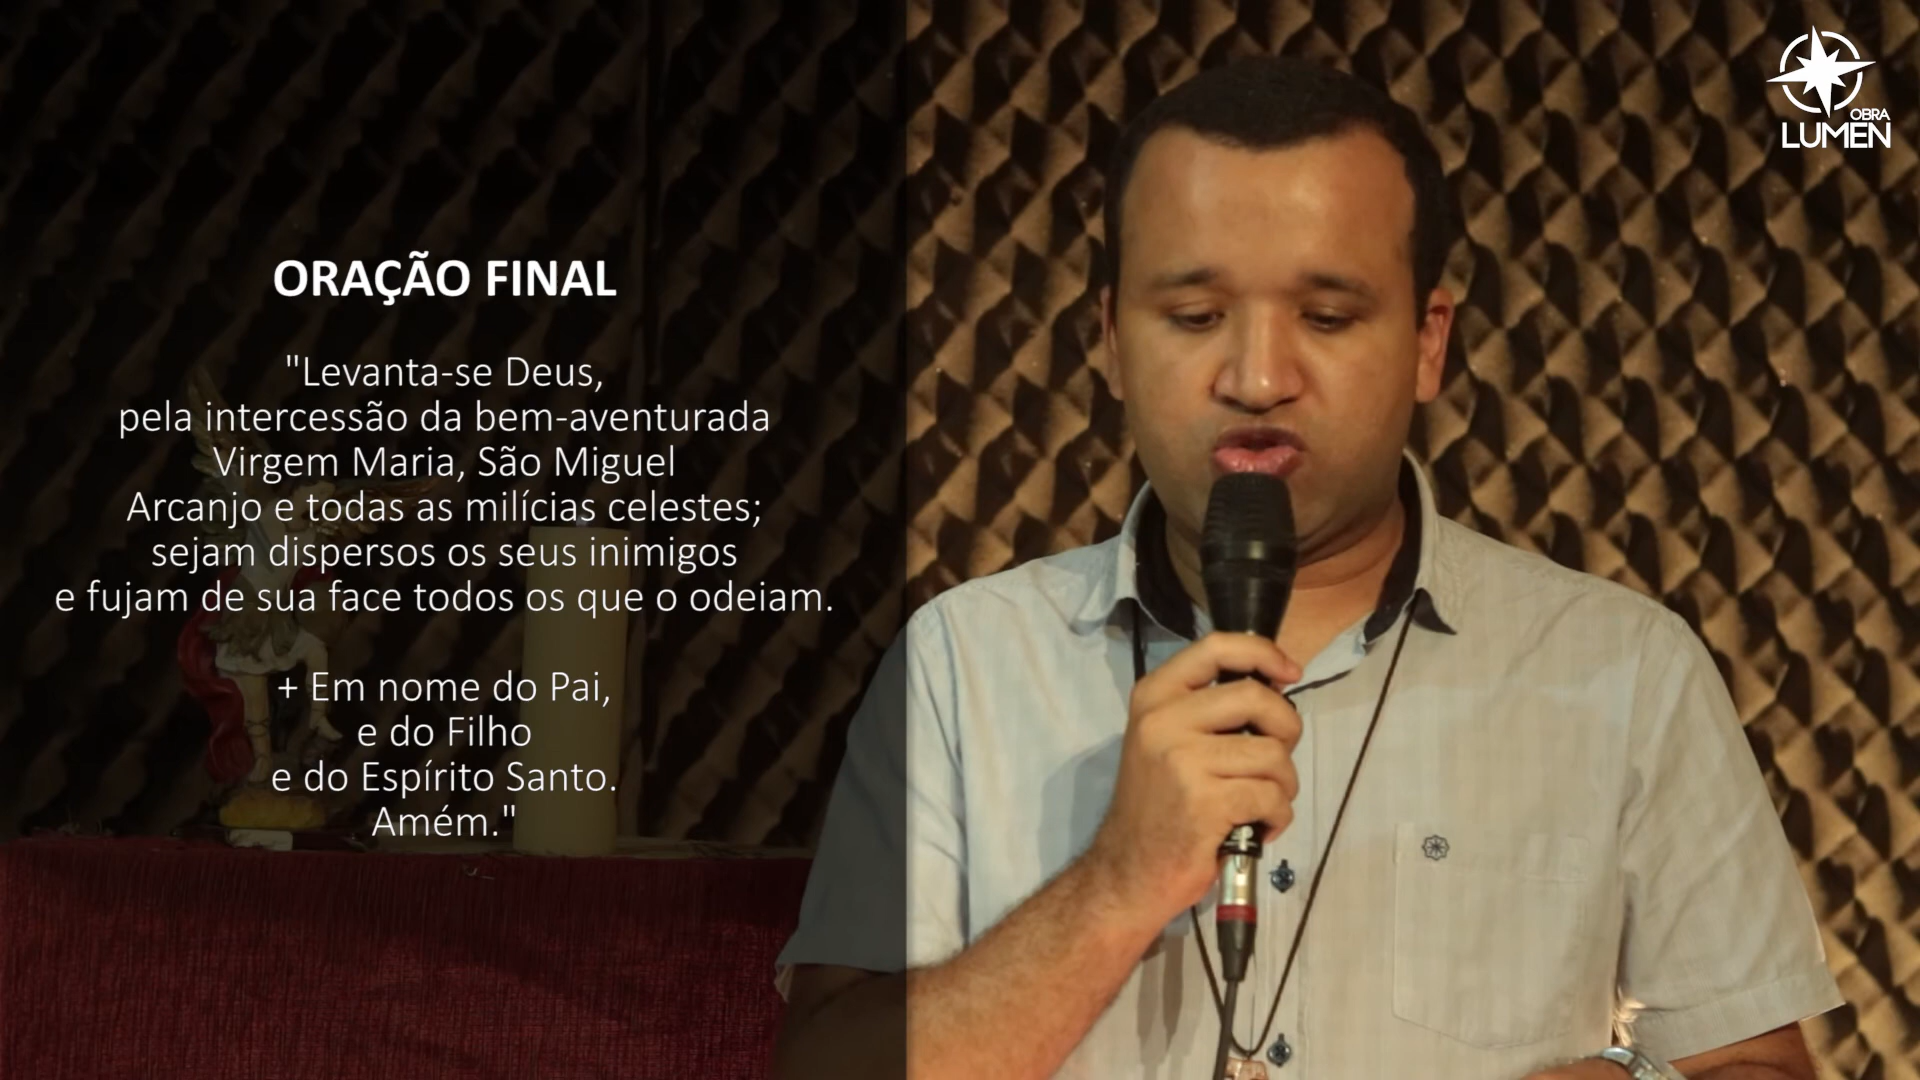 OBRA
LUMEN
ORAÇÃO FINAL
"Levanta-se Deus,
pela intercessão da bem-aventurada
Virgem Maria, São Miguel
Arcanjo e todas as milícias celestes;
sejam dispersos os seus inimigos
e fujam de sua face todos os que o odeiam.
+ Em nome do Pai,
e do Filho
e do Espírito Santo.
Amém."